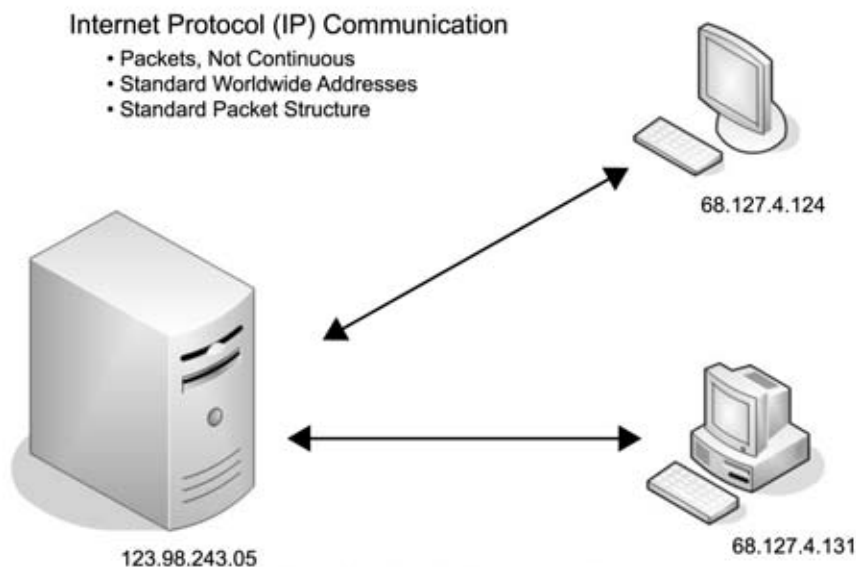 Internet Protocol (IP) Communication
• Packets, Not Continuous
• Standard Worldwide Addresses
• Standard Packet Structure
68.127.4.124
123.98.243.05
68.127.4.131